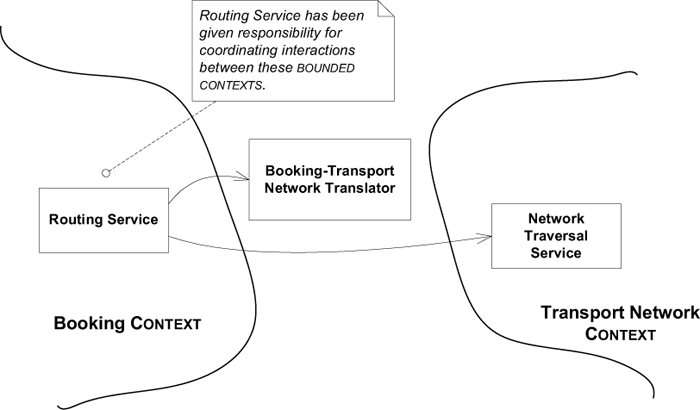 Routing Service has been
given responsibility for
coordinating interactions
between these BOUNDED
CONTEXTS.
Booking-Transport
Network Translator
Routing Service
Network
Traversal
Service
Booking CONTEXT
Transport Network
CONTEXT